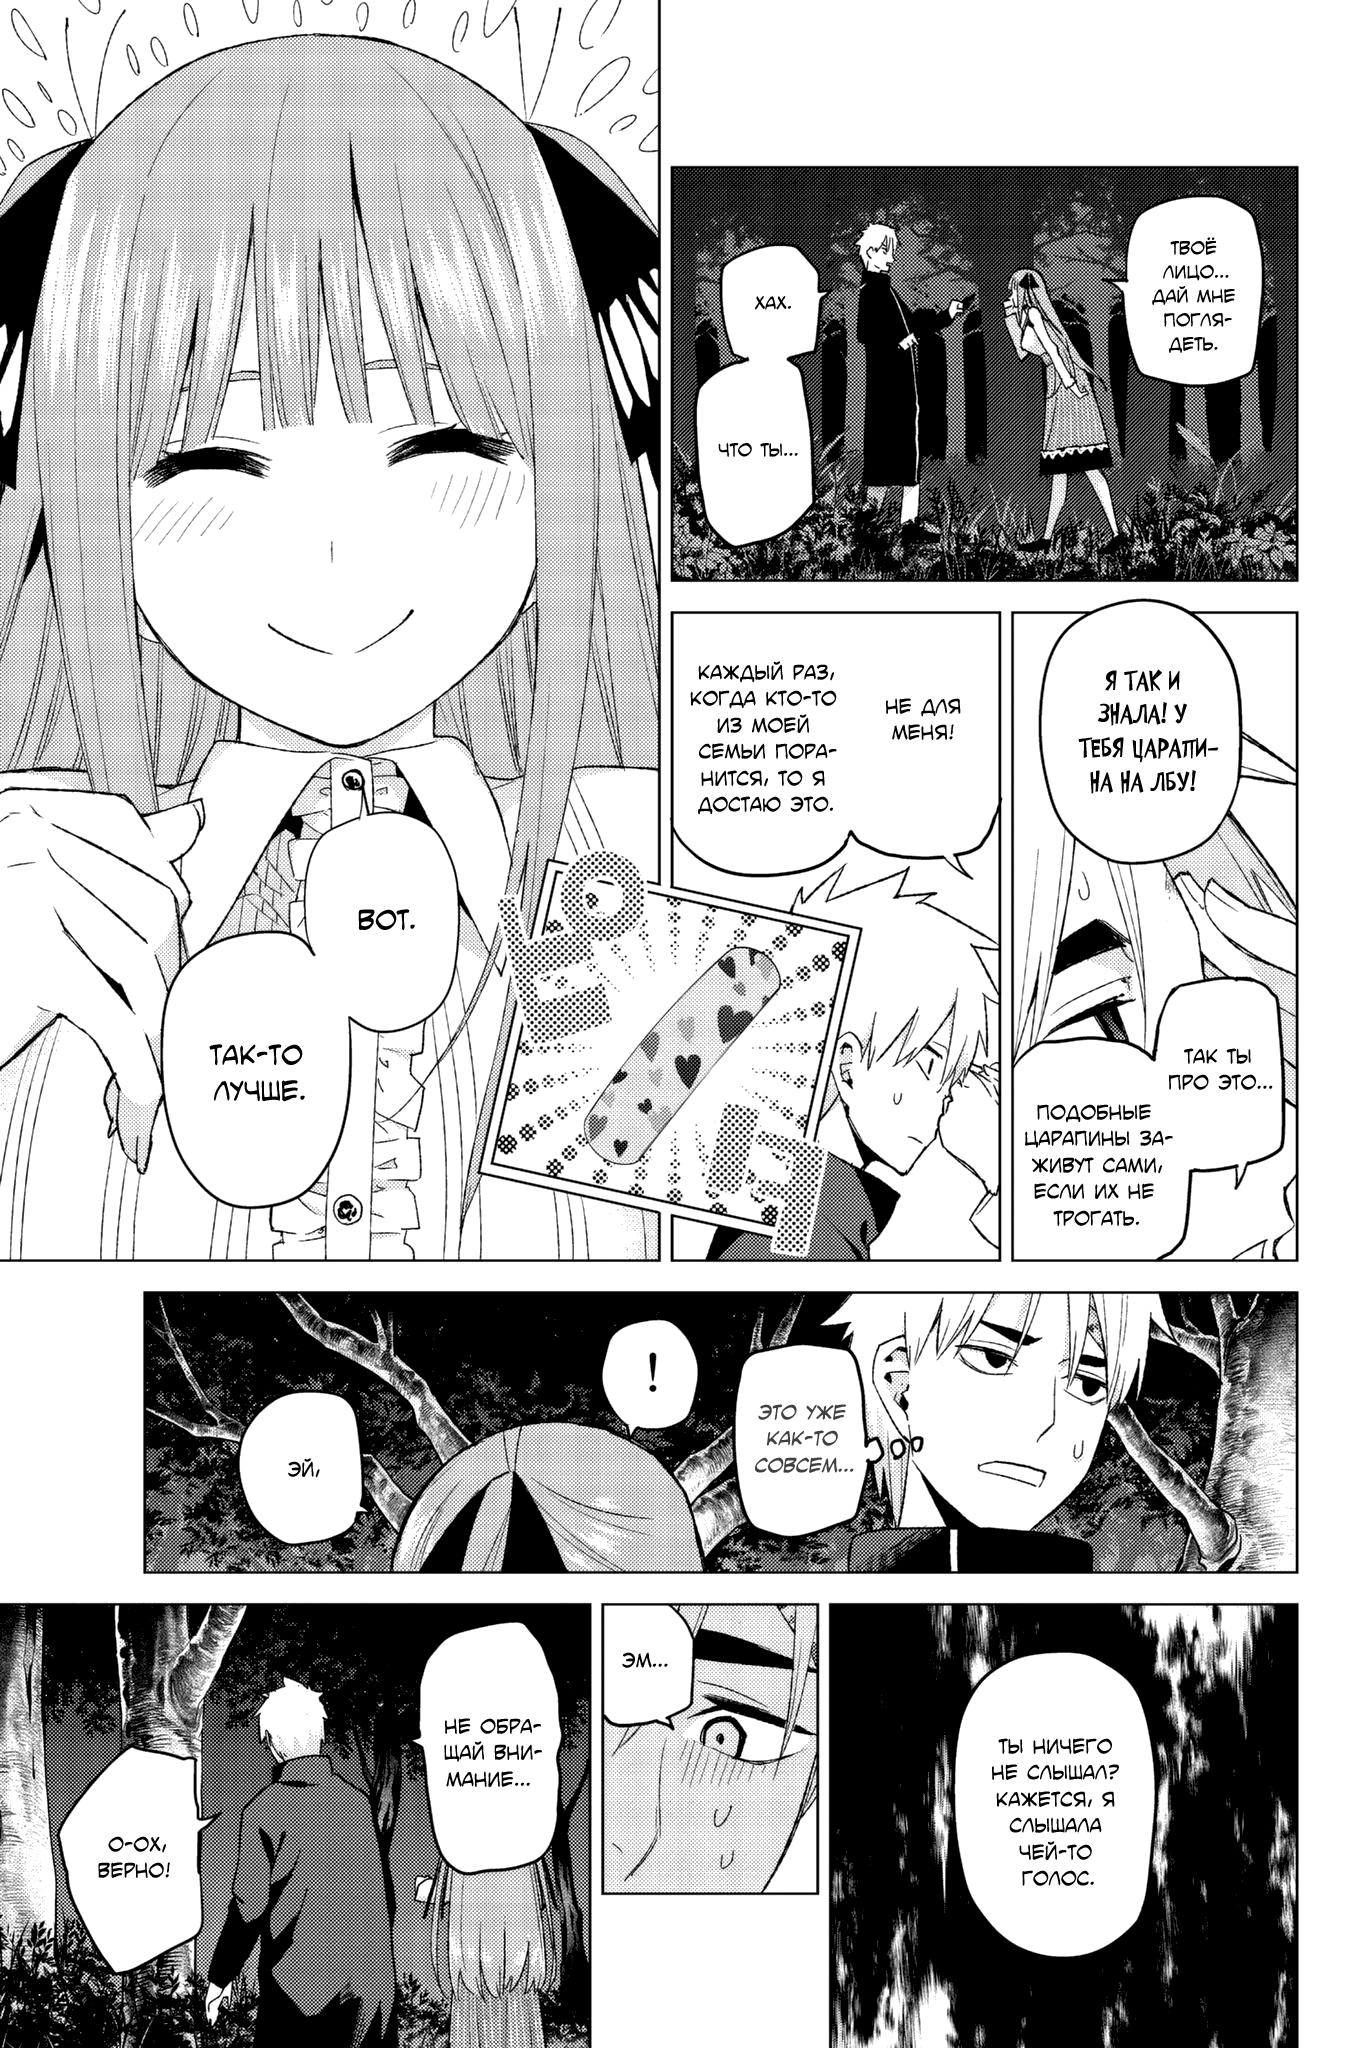 ТВОЁ
ЛИЦО...
ДАЙ МНЕ
ПОГЛЯ-
ДЕТЬ.
ХАХ.
ЧТО ТЫ...
Я ТАК И
ЗНАЛА! У
ТЕБЯ ЦАРАПИ-
НА НА ЛБУ!
ТАК ТЫ
ПРО ЭТО...
ПОДОБНЫЕ
ЦАРАПИНЫ ЗА-
ЖИВУТ САМИ,
ЕСЛИ ИХ НЕ
ТРОГАТЬ.
НЕ ДЛЯ
МЕНЯ!
КАЖДЫЙ РАЗ,
КОГДА КТО-ТО
ИЗ МОЕЙ
СЕМЬИ ПОРА-
НИТСЯ, ТО Я
ДОСТАЮ ЭТО.
ВОТ.
ТАК-ТО
ЛУЧШЕ.
ЭТО УЖЕ
КАК-ТО
СОВСЕМ...
!
ЭЙ,
ТЫ НИЧЕГО
НЕ СЛЫШАЛ?
КАЖЕТСЯ, Я
СЛЫШАЛА
ЧЕЙ-ТО
ГОЛОС.
ЭМ...
НЕ ОБРА-
ЩАЙ ВНИ-
МАНИЕ...
О-ОХ,
ВЕРНО!